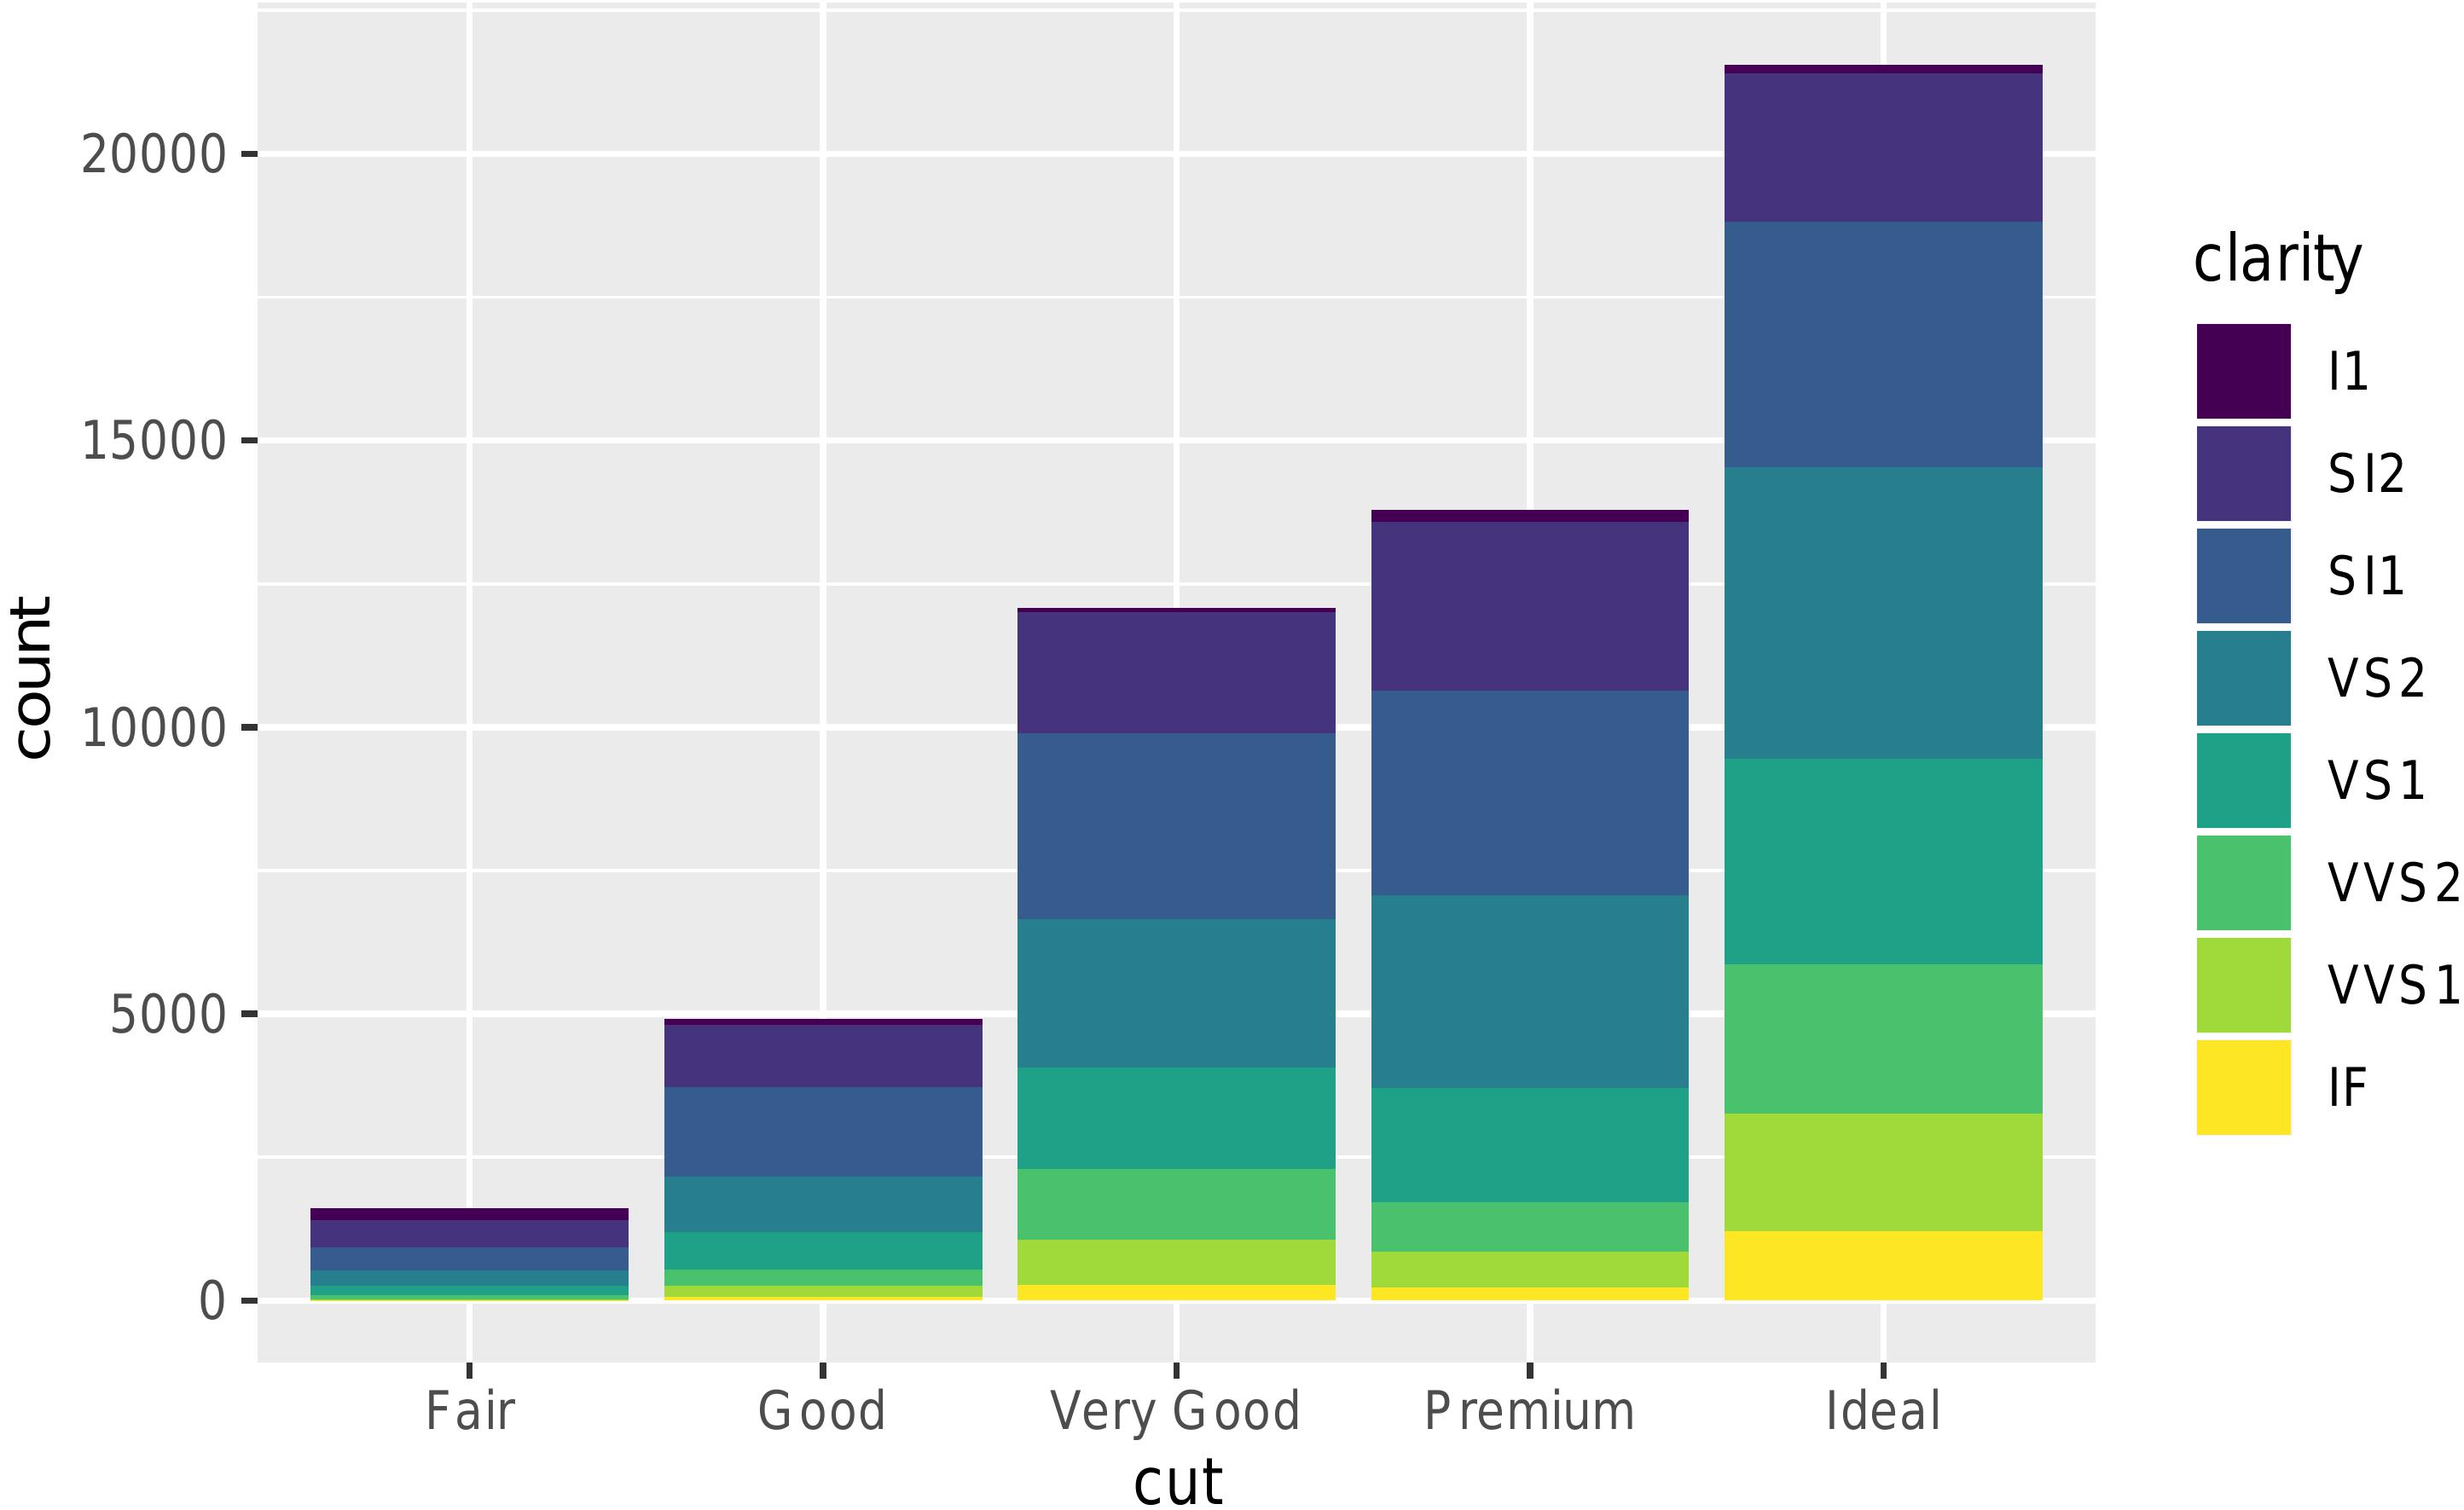 20000
15000
10000
5000
0
count
Fair
Good
Very Good
Premium
Ideal
cut
clarity
I1
SI2
SI1
VS2
VS1
VVS2
VVS1
IF